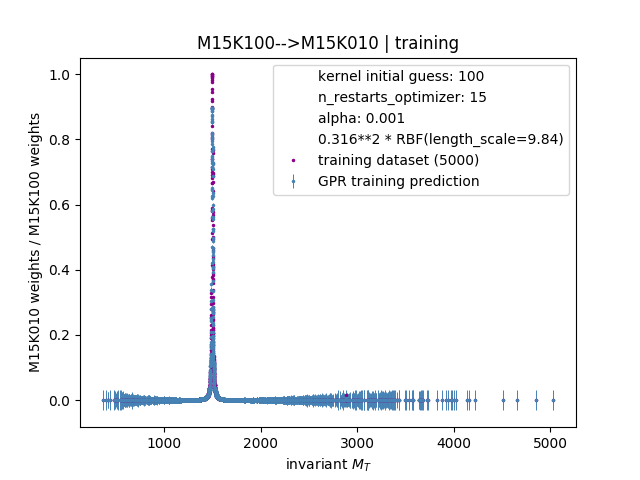 M15K100-->M15K010 | training
kernel initial guess: 100
n_restarts_optimizer: 15
alpha: 0.001
0.316**2 * RBF(length_scale=9.84)
training dataset (5000)
GPR training prediction
M15K010 weights / M15K100 weights
1.0
0.8
0.6
0.4
0.2
0.0
1000 2000 3000 4000 5000
invariant M_T